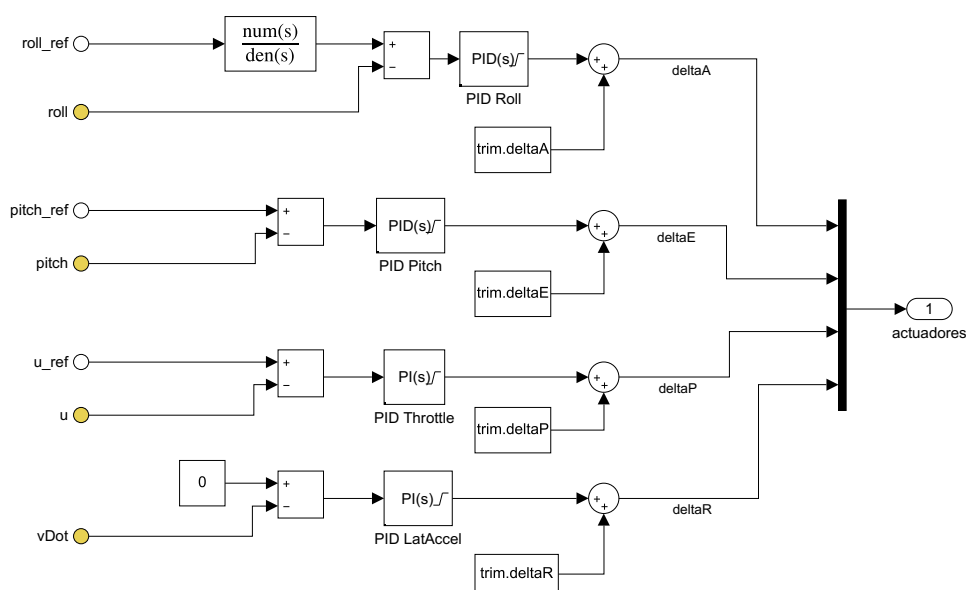 roll_ref
num(s)
den(s)
+
−
PID(s)
PID Roll
+
+
deltaA
roll
trim.deltaA
pitch_ref
+
−
PID(s)
PID Pitch
+
+
deltaE
pitch
trim.deltaE
1
actuadores
u_ref
+
−
PI(s)
PID Throttle
+
+
deltaP
u
trim.deltaP
0
+
−
PI(s)
PID LatAccel
+
+
deltaR
vDot
trim.deltaR